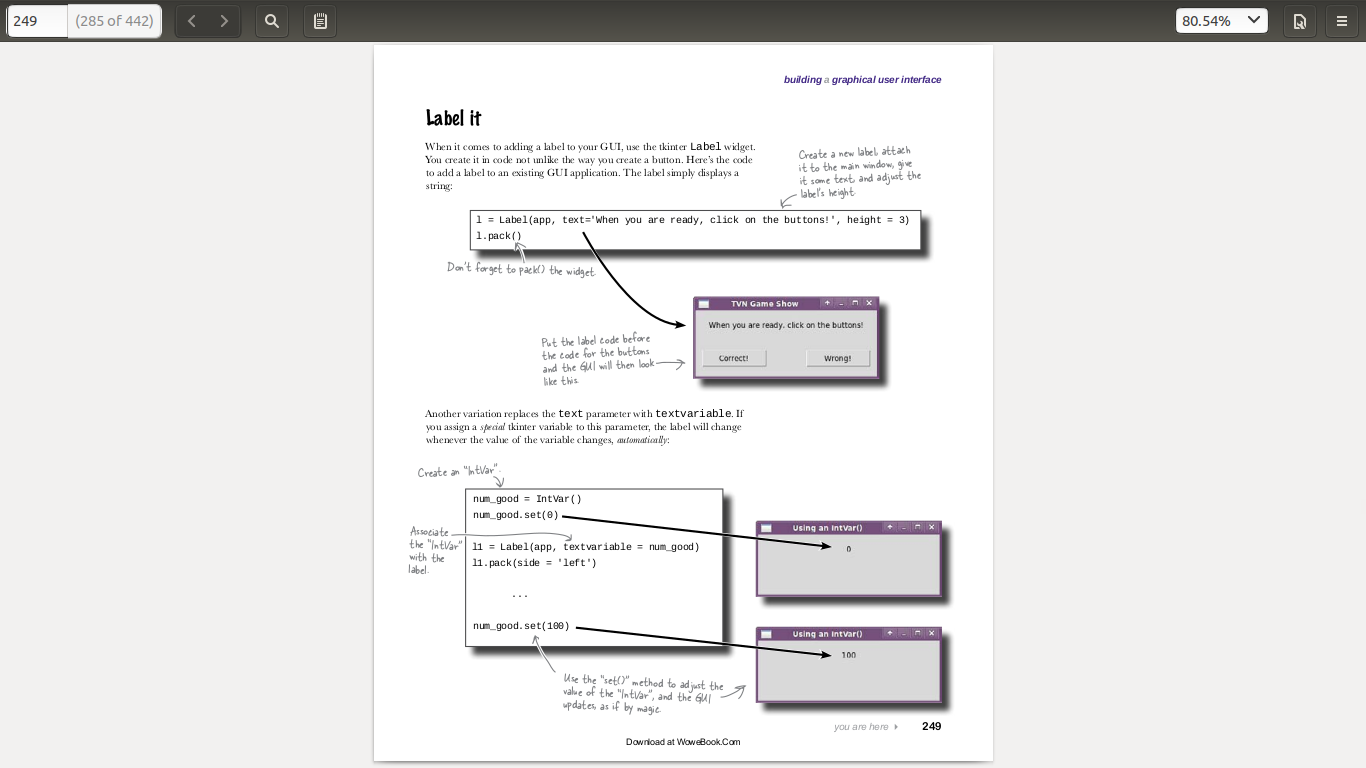 249 (285 of 442)
80.54%
building a graphical user interface
Label it
When it comes to adding a label to your GUI, use the tkinter Label widget.
You create it in code not unlike the way you create a button. Here's the code
to add a label to an existing GUI application. The label simply displays a
string:
Create a new label, attach
it to the main window, give
it some text, and adjust the
label's height.
l = Label(app, text='When you are ready, click on the buttons!', height = 3)
l.pack()
Don't forget to pack() the widget.
TVN Game Show
When you are ready, click on the buttons!
Correct! Wrong!
Put the label code before
the code for the buttons
and the GUI will then look
like this.
Another variation replaces the text parameter with textvariable. If
you assign a special tkinter variable to this parameter, the label will change
whenever the value of the variable changes, automatically:
Create an "IntVar".
num_good = IntVar()
num_good.set(0)
Associate
the "IntVar"
with the
label.
l1 = Label(app, textvariable = num_good)
l1.pack(side = 'left')
...
num_good.set(100)
Using an IntVar()
0
Using an IntVar()
100
Use the "set()" method to adjust the
value of the "IntVar", and the GUI
updates, as if by magic.
you are here 249
Download at WoweBook.Com